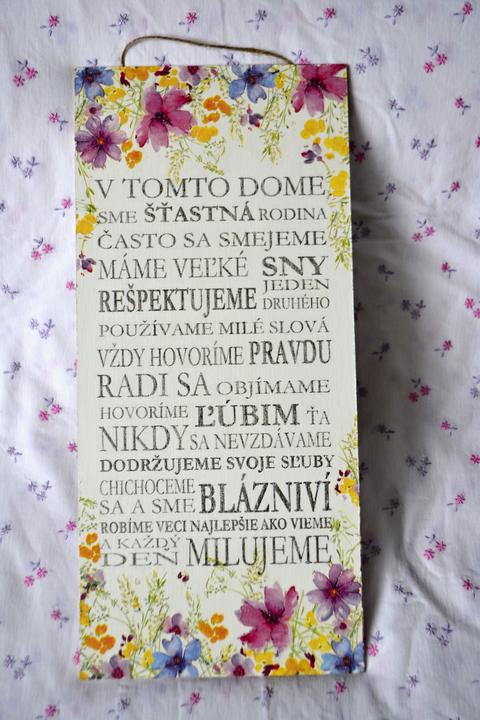 V TOMTO DOME
SME ŠŤASTNÁ RODINA
ČASTO SA SMEJEME
MÁME VEĽKÉ SNY
REŠPEKTUJEME JEDEN DRUHÉHO
POUŽÍVAME MILÉ SLOVÁ
VŽDY HOVORÍME PRAVDU
RADI SA OBJÍMAME
HOVORÍME ĽÚBIM ŤA
NIKDY SA NEVZDÁVAME
DODRŽUJEME SVOJE SĽUBY
CHICHOCEME
SA A SME BLÁZNIVÍ
ROBÍME VECI NAJLEPŠIE AKO VIEME
A KAŽDÝ
DEN MILUJEME